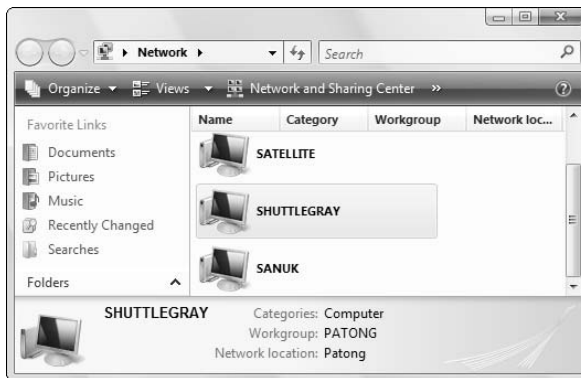 Network
Search
Organize Views Network and Sharing Center »
Favorite Links
Documents
Pictures
Music
Recently Changed
Searches
Folders
Name Category Workgroup Network loc...
SATELLITE
SHUTTLEGRAY
SANUK
SHUTTLEGRAY Categories: Computer
Workgroup: PATONG
Network location: Patong